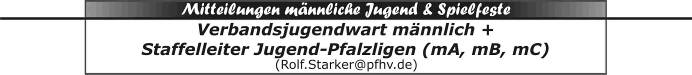 Mitteilungen männliche Jugend & Spielfeste
Verbandsjugendwart männlich +
Staffelleiter Jugend-Pfalzligen (mA, mB, mC)
(Rolf.Starker@pfhv.de)